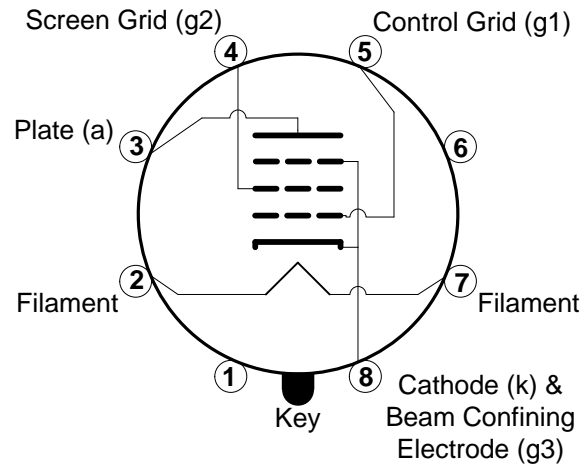 Screen Grid (g2)
4
5
Control Grid (g1)
Plate (a)
3
6
2
7
Filament
Filament
1
8
Key
Cathode (k) &
Beam Confining
Electrode (g3)